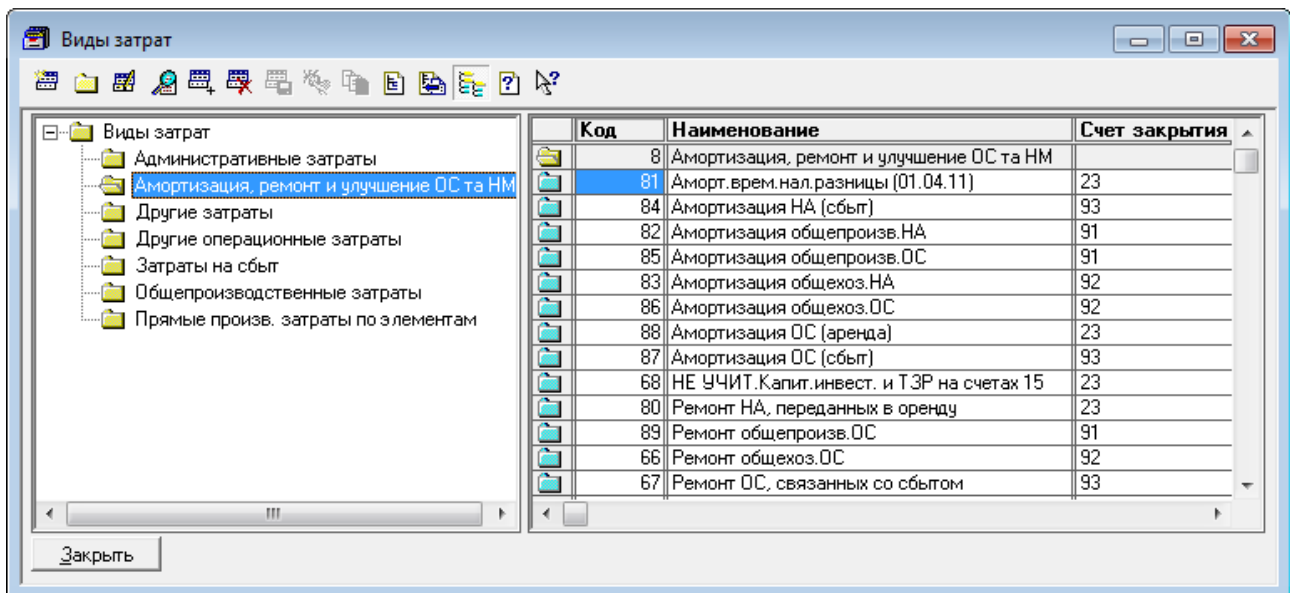 Виды затрат
Виды затрат
Административные затраты
Амортизация, ремонт и улучшение ОС та НМ
Другие затраты
Другие операционные затраты
Затраты на сбыт
Общепроизводственные затраты
Прямые произв. затраты по элементам
Код Наименование Счет закрытия
8 Амортизация, ремонт и улучшение ОС та НМ
81 Аморт.врем.нал.разницы (01.04.11) 23
84 Амортизация НА (сбыт) 93
82 Амортизация общепроизв.НА 91
85 Амортизация общепроизв.ОС 91
83 Амортизация общехоз.НА 92
86 Амортизация общехоз.ОС 92
88 Амортизация ОС (аренда) 23
87 Амортизация ОС (сбыт) 93
68 НЕ УЧИТ.Капит.инвест. и ТЗР на счетах 15 23
80 Ремонт НА, переданных в оренду 23
89 Ремонт общепроизв.ОС 91
66 Ремонт общехоз.ОС 92
67 Ремонт ОС, связанных со сбытом 93
Закрыть